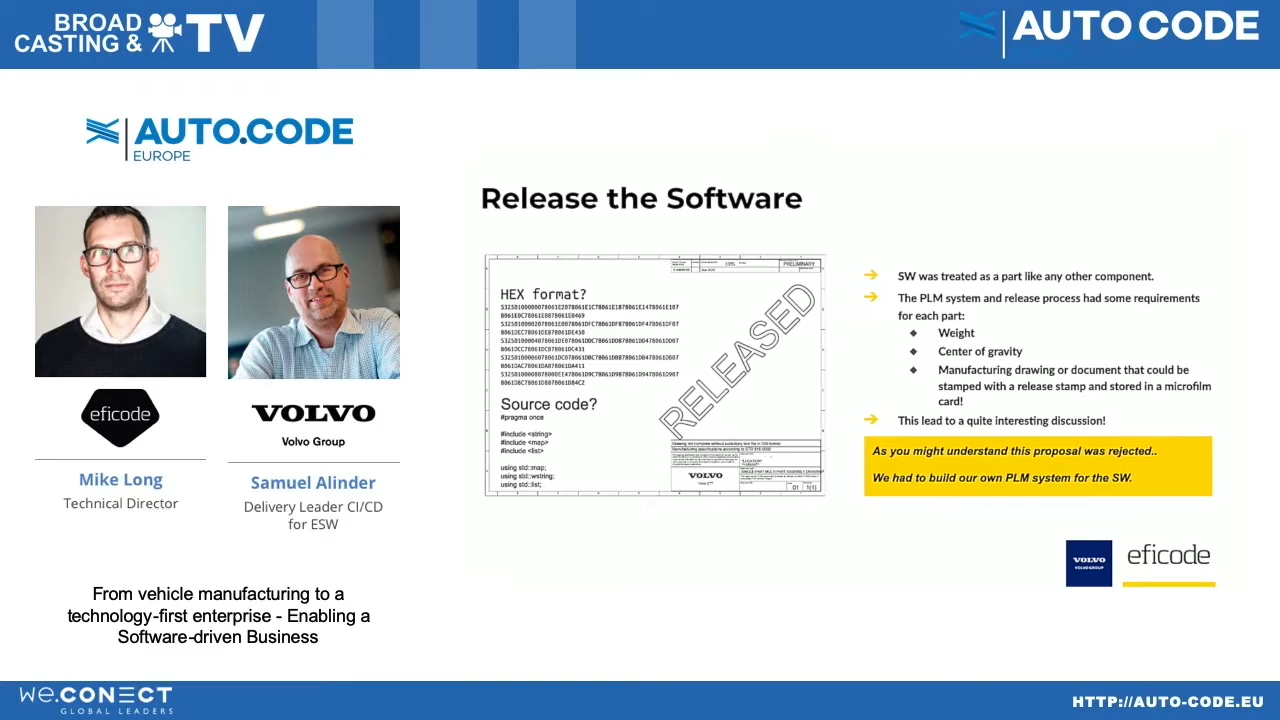 BROAD
CASTING & TV
AUTO.CODE
AUTO.CODE
EUROPE
eficode
Mike Long
Technical Director
VOLVO
Volvo Group
Samuel Alinder
Delivery Leader CI/CD
for ESW
From vehicle manufacturing to a
technology-first enterprise - Enabling a
Software-driven Business
Release the Software
PRELIMINARY
HEX format?
RELEASED
Source code?
#pragma once
#include <string>
#include <map>
#include <list>
using std::map;
using std::wstring;
using std::list;
VOLVO
01 1(1)
SW was treated as a part like any other component.
The PLM system and release process had some requirements
for each part:
Weight
Center of gravity
Manufacturing drawing or document that could be
stamped with a release stamp and stored in a microfilm
card!
This lead to a quite interesting discussion!
As you might understand this proposal was rejected..
We had to build our own PLM system for the SW.
VOLVO
VOLVO GROUP
eficode
we.CONECT
GLOBAL LEADERS
HTTP://AUTO-CODE.EU